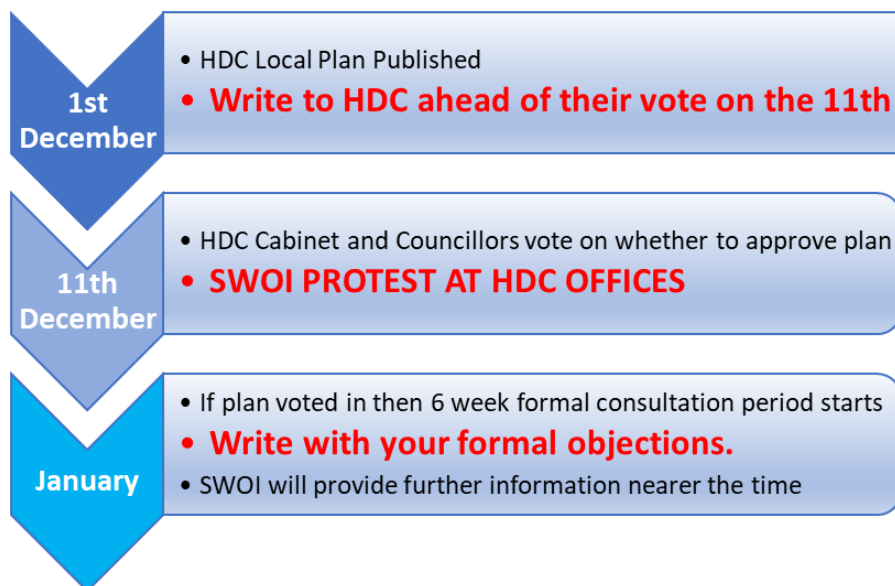 1st
December
• HDC Local Plan Published
• Write to HDC ahead of their vote on the 11th
11th
December
• HDC Cabinet and Councillors vote on whether to approve plan
• SWOI PROTEST AT HDC OFFICES
January
• If plan voted in then 6 week formal consultation period starts
• Write with your formal objections.
• SWOI will provide further information nearer the time